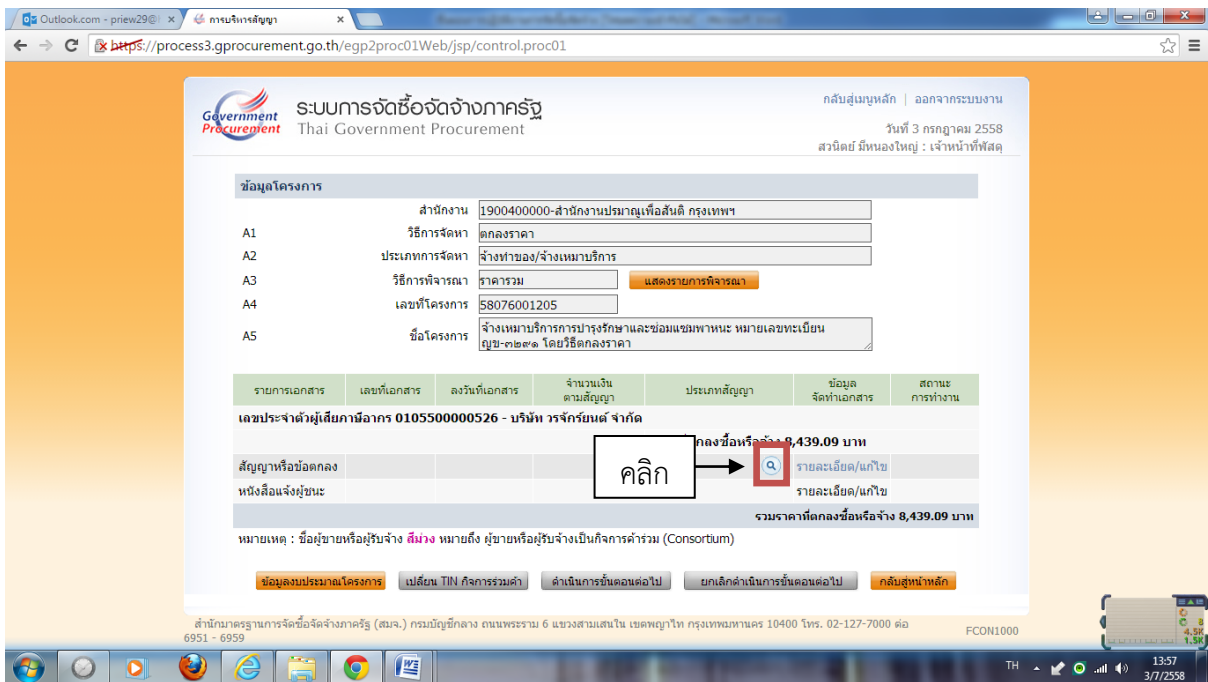 Outlook.com - priew29@
การบริหารสัญญา
https://process3.gprocurement.go.th/egp2proc01Web/jsp/control.proc01
Government
Procurement
ระบบการจัดซื้อจัดจ้างภาครัฐ
Thai Government Procurement
กลับสู่เมนูหลัก | ออกจากระบบงาน
วันที่ 3 กรกฎาคม 2558
สวนิตย์ มีหนองใหญ่ : เจ้าหน้าที่พัสดุ
ข้อมูลโครงการ
สำนักงาน 1900400000-สำนักงานปรมาณูเพื่อสันติ กรุงเทพฯ
A1 วิธีการจัดหา ตกลงราคา
A2 ประเภทการจัดหา จ้างทำของ/จ้างเหมาบริการ
A3 วิธีการพิจารณา ราคารวม แสดงรายการพิจารณา
A4 เลขที่โครงการ 58076001205
A5 ชื่อโครงการ จ้างเหมาบริการการบำรุงรักษาและซ่อมแซมพาหนะ หมายเลขทะเบียน
ญข-๓๒๙๑ โดยวิธีตกลงราคา
รายการเอกสาร เลขที่เอกสาร ลงวันที่เอกสาร จำนวนเงิน ตามสัญญา ประเภทสัญญา ข้อมูล จัดทำเอกสาร สถานะ การทำงาน
เลขประจำตัวผู้เสียภาษีอากร 0105500000526 - บริษัท วรจักร์ยนต์ จำกัด
กลงซื้อหรือจ้าง 8,439.09 บาท
สัญญาหรือข้อตกลง รายละเอียด/แก้ไข
คลิก
หนังสือแจ้งผู้ชนะ รายละเอียด/แก้ไข
รวมราคาที่ตกลงซื้อหรือจ้าง 8,439.09 บาท
หมายเหตุ : ชื่อผู้ขายหรือผู้รับจ้าง สีม่วง หมายถึง ผู้ขายหรือผู้รับจ้างเป็นกิจการค้าร่วม (Consortium)
ข้อมูลงบประมาณโครงการ เปลี่ยน TIN กิจการร่วมค้า ดำเนินการขั้นตอนต่อไป ยกเลิกดำเนินการขั้นตอนต่อไป กลับสู่หน้าหลัก
สำนักมาตรฐานการจัดซื้อจัดจ้างภาครัฐ (สมจ.) กรมบัญชีกลาง ถนนพระราม 6 แขวงสามเสนใน เขตพญาไท กรุงเทพมหานคร 10400 โทร. 02-127-7000 ต่อ
6951 - 6959
FCON1000
8
4.5K
1.5K
TH
13:57
3/7/2558